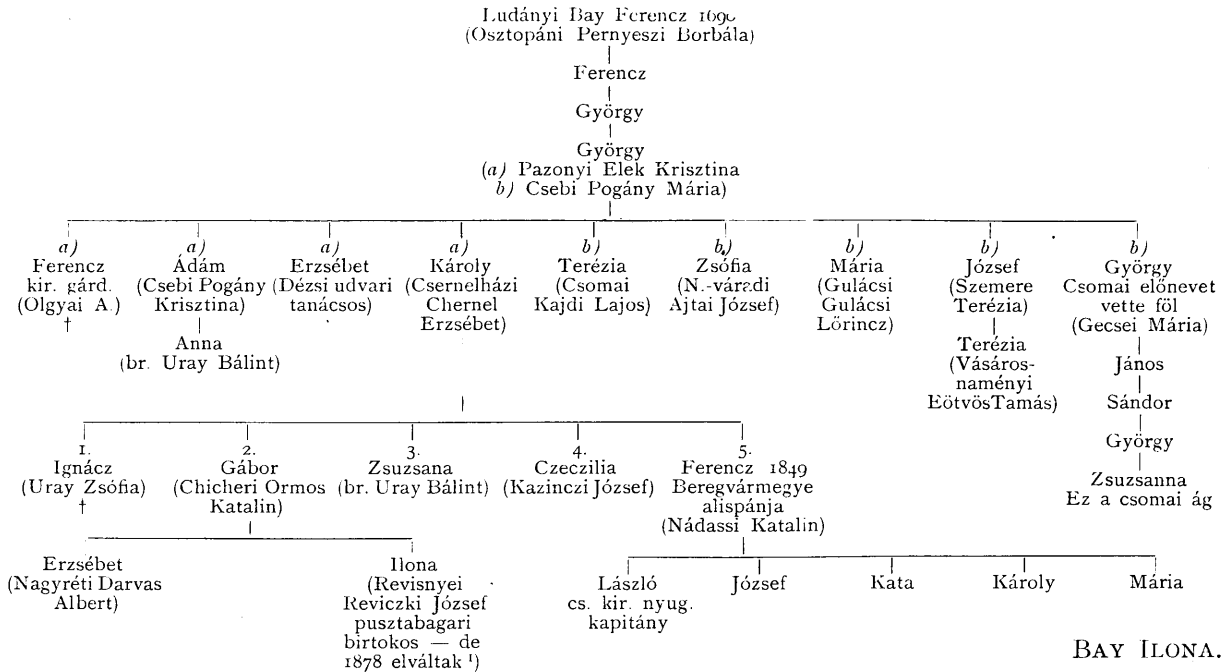 Ludányi Bay Ferencz 1690
(Osztopáni Pernyeszi Borbála)
Ferencz
György
György
(a) Pazonyi Elek Krisztina
b) Csebi Pogány Mária)
a)
Ferencz
kir. gárd.
(Olgyai A.)
†
a)
Ádám
(Csebi Pogány
Krisztina)
Anna
(br. Uray Bálint)
a)
Erzsébet
(Dézsi udvari
tanácsos)
a)
Károly
(Csernelházi
Chernel
Erzsébet)
b)
Terézia
(Csomai
Kajdi Lajos)
b)
Zsófia
(N.-váradi
Ajtai József)
b)
Mária
(Gulácsi
Gulácsi
Lörincz)
b)
József
(Szemere
Terézia)
Terézia
(Vásáros-
naményi
EötvösTamás)
b)
György
Csomai előnevet
vette föl
(Gecsei Mária)
János
Sándor
György
Zsuzsanna
Ez a csomai ág
1.
Ignácz
(Uray Zsófia)
†
2.
Gábor
(Chicheri Ormos
Katalin)
3.
Zsuzsana
(br. Uray Bálint)
4.
Czeczilia
(Kazinczi József)
5.
Ferencz 1849
Beregvármegye
alispánja
(Nádassi Katalin)
Erzsébet
(Nagyréti Darvas
Albert)
Ilona
(Revisnyei
Reviczki József
pusztabagari
birtokos — de
1878 elváltak ¹)
László
cs. kir. nyug.
kapitány
József
Kata
Károly
Mária
BAY ILONA.